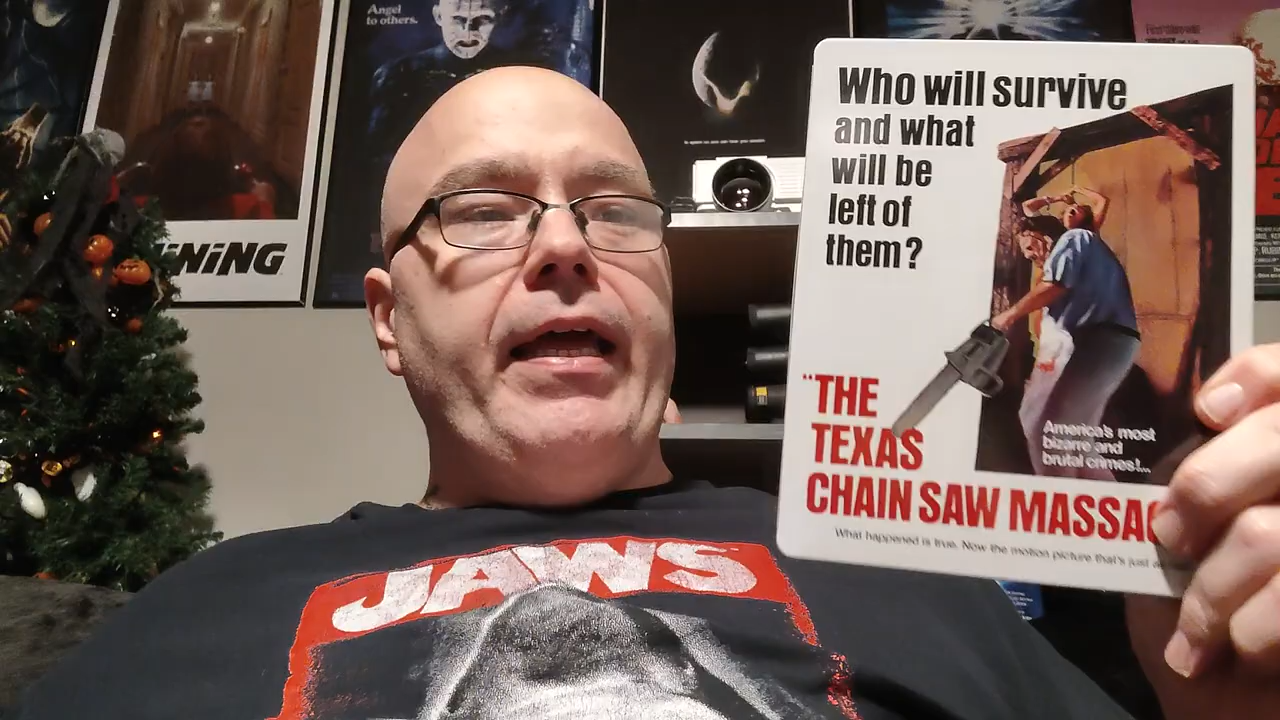 Angel
to others.
iNiNG
Who will survive
and what
will be
left of
them?
America's most
bizarre and
brutal crimes!...
"THE
TEXAS
CHAIN SAW MASSAC
What happened is true. Now the motion picture that's just
JAWS